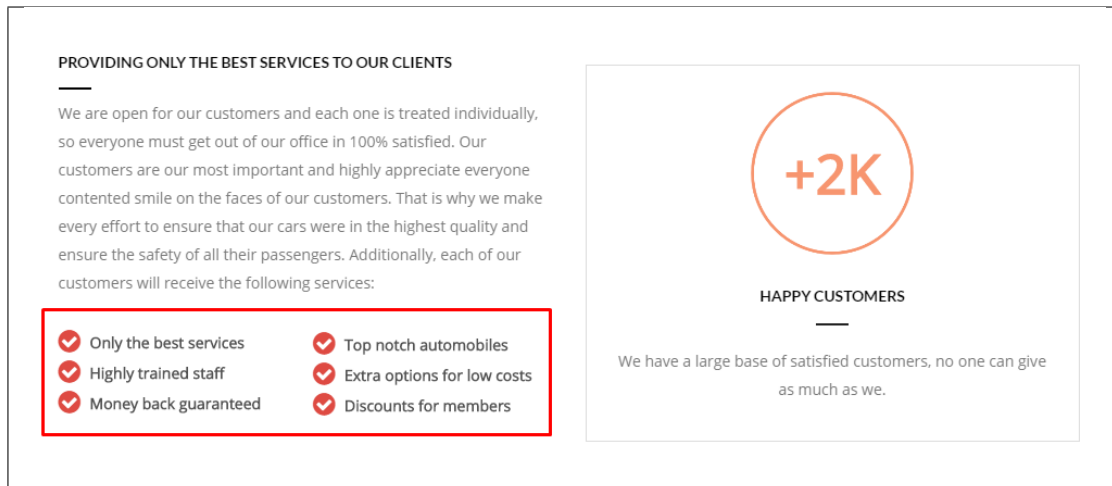 PROVIDING ONLY THE BEST SERVICES TO OUR CLIENTS
We are open for our customers and each one is treated individually,
so everyone must get out of our office in 100% satisfied. Our
customers are our most important and highly appreciate everyone
contented smile on the faces of our customers. That is why we make
every effort to ensure that our cars were in the highest quality and
ensure the safety of all their passengers. Additionally, each of our
customers will receive the following services:
Only the best services
Highly trained staff
Money back guaranteed
Top notch automobiles
Extra options for low costs
Discounts for members
+2K
HAPPY CUSTOMERS
We have a large base of satisfied customers, no one can give
as much as we.